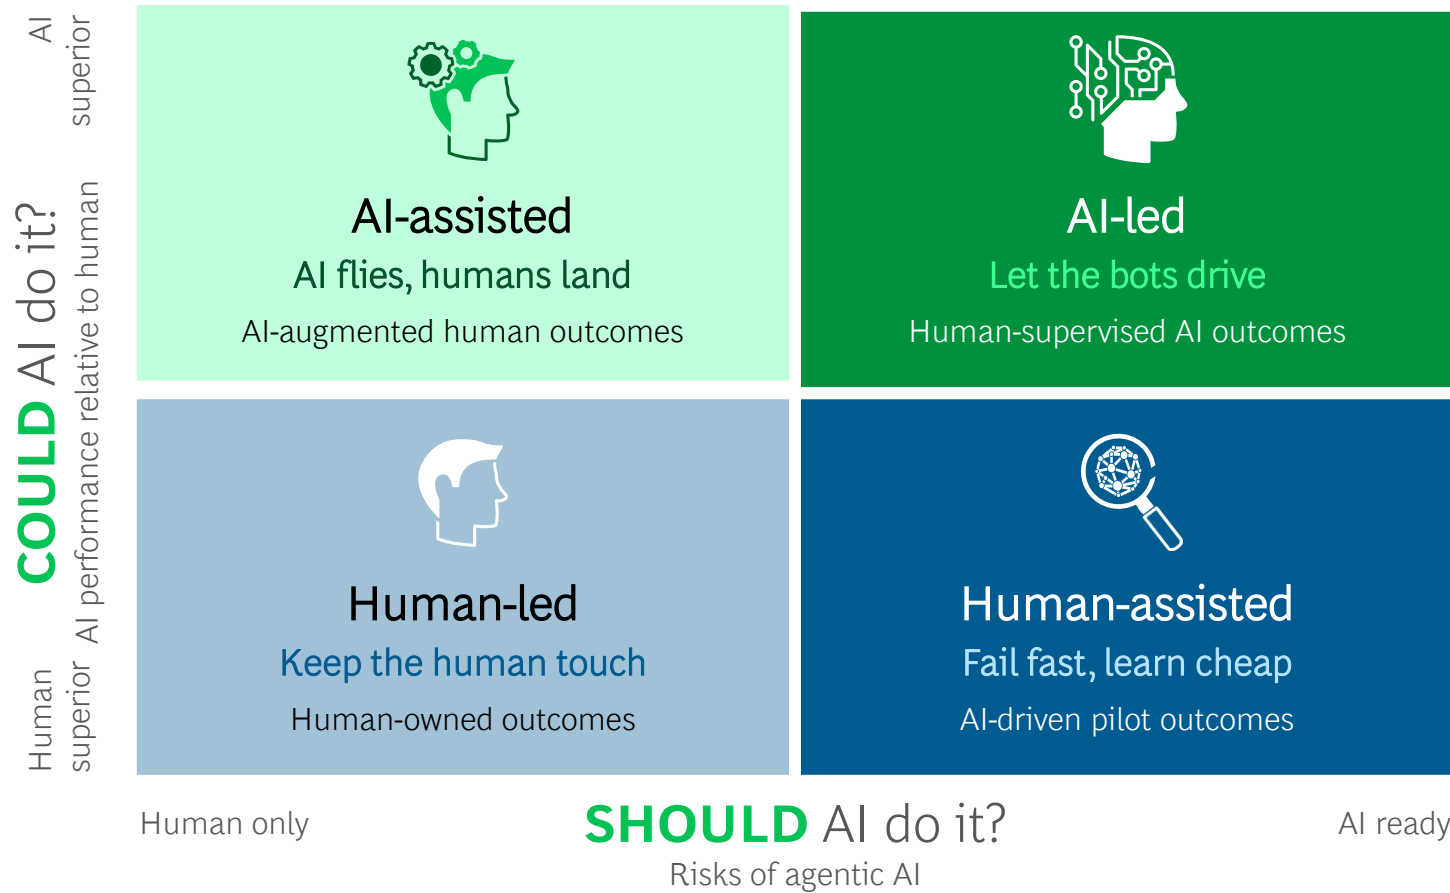 AI
superior
COULD AI do it?
AI performance relative to human
Human
superior
AI-assisted
AI flies, humans land
AI-augmented human outcomes
AI-led
Let the bots drive
Human-supervised AI outcomes
Human-led
Keep the human touch
Human-owned outcomes
Human-assisted
Fail fast, learn cheap
AI-driven pilot outcomes
Human only
SHOULD AI do it?
AI ready
Risks of agentic AI